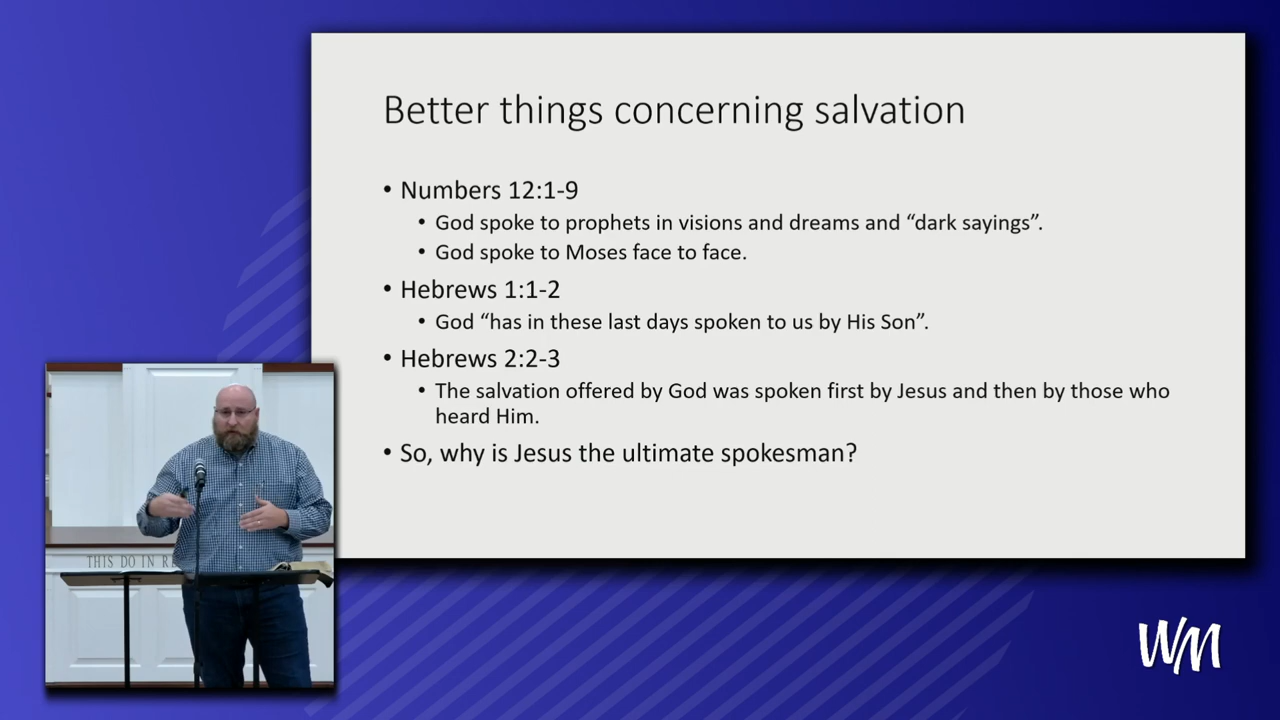 Better things concerning salvation
• Numbers 12:1-9
• God spoke to prophets in visions and dreams and “dark sayings”.
• God spoke to Moses face to face.
• Hebrews 1:1-2
• God “has in these last days spoken to us by His Son”.
• Hebrews 2:2-3
• The salvation offered by God was spoken first by Jesus and then by those who
heard Him.
• So, why is Jesus the ultimate spokesman?
THIS DO IN RE
WM